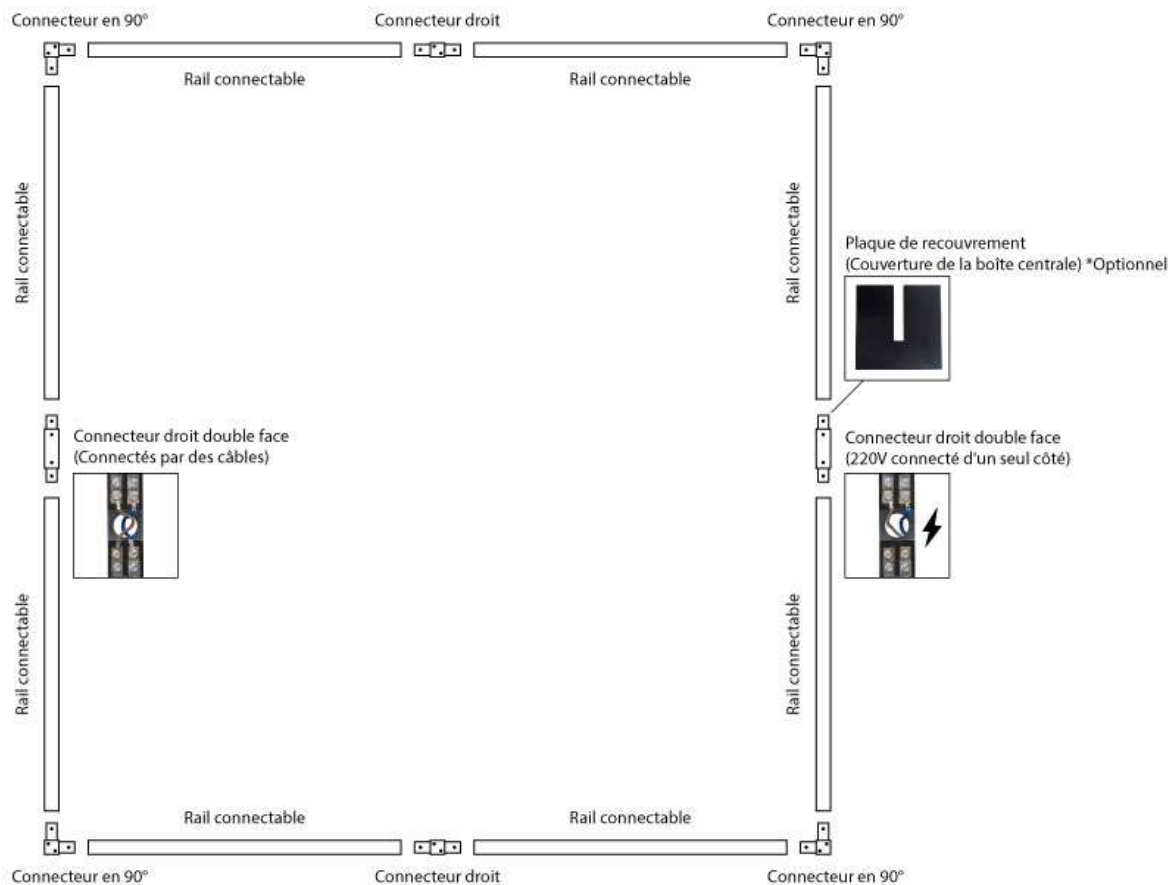 Connecteur en 90°
Connecteur droit
Connecteur en 90°
Rail connectable
Rail connectable
Rail connectable
Rail connectable
Plaque de recouvrement
(Couverture de la boîte centrale) *Optionnel
Connecteur droit double face
(Connectés par des câbles)
Connecteur droit double face
(220V connecté d'un seul côté)
Rail connectable
Rail connectable
Rail connectable
Rail connectable
Connecteur en 90°
Connecteur droit
Connecteur en 90°